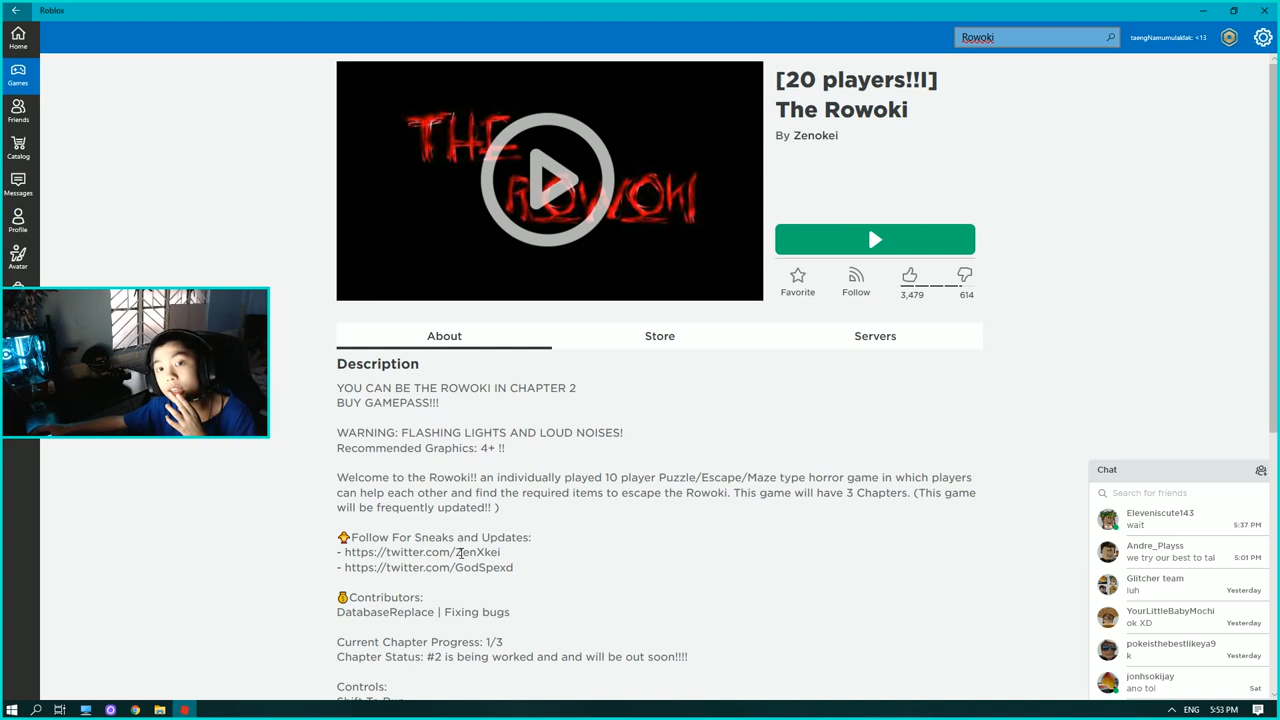 Roblox
Home
Games
Friends
Catalog
Messages
Profile
Avatar
Rowoki
taengNamumulaklak: <13
THE
ROWOKI
[20 players!!!]
The Rowoki
By Zenokei
Favorite
Follow
3,479
614
About
Store
Servers
Description
YOU CAN BE THE ROWOKI IN CHAPTER 2
BUY GAMEPASS!!!
WARNING: FLASHING LIGHTS AND LOUD NOISES!
Recommended Graphics: 4+ !!
Welcome to the Rowoki!! an individually played 10 player Puzzle/Escape/Maze type horror game in which players
can help each other and find the required items to escape the Rowoki. This game will have 3 Chapters. (This game
will be frequently updated!! )
Follow For Sneaks and Updates:
- https://twitter.com/ZenXkei
- https://twitter.com/GodSpexd
Contributors:
DatabaseReplace | Fixing bugs
Current Chapter Progress: 1/3
Chapter Status: #2 is being worked and and will be out soon!!!!
Controls:
Shift To Run
Chat
Search for friends
Eleveniscute143
wait
5:37 PM
Andre_Playss
we try our best to tal
5:01 PM
Glitcher team
luh
Yesterday
YourLittleBabyMochi
ok XD
Yesterday
pokeisthebestlikeya9
k
Yesterday
jonhsokijay
ano to!
Sat
ENG
5:53 PM